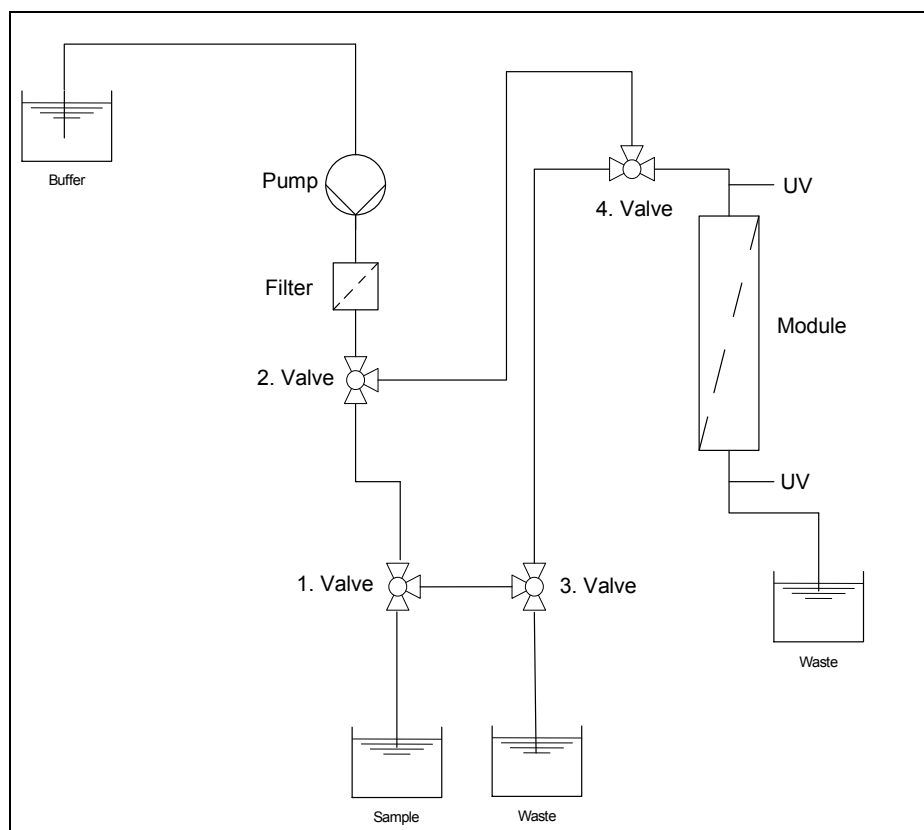 Buffer
Pump
UV
4. Valve
Filter
Module
2. Valve
UV
1. Valve
3. Valve
Waste
Sample
Waste